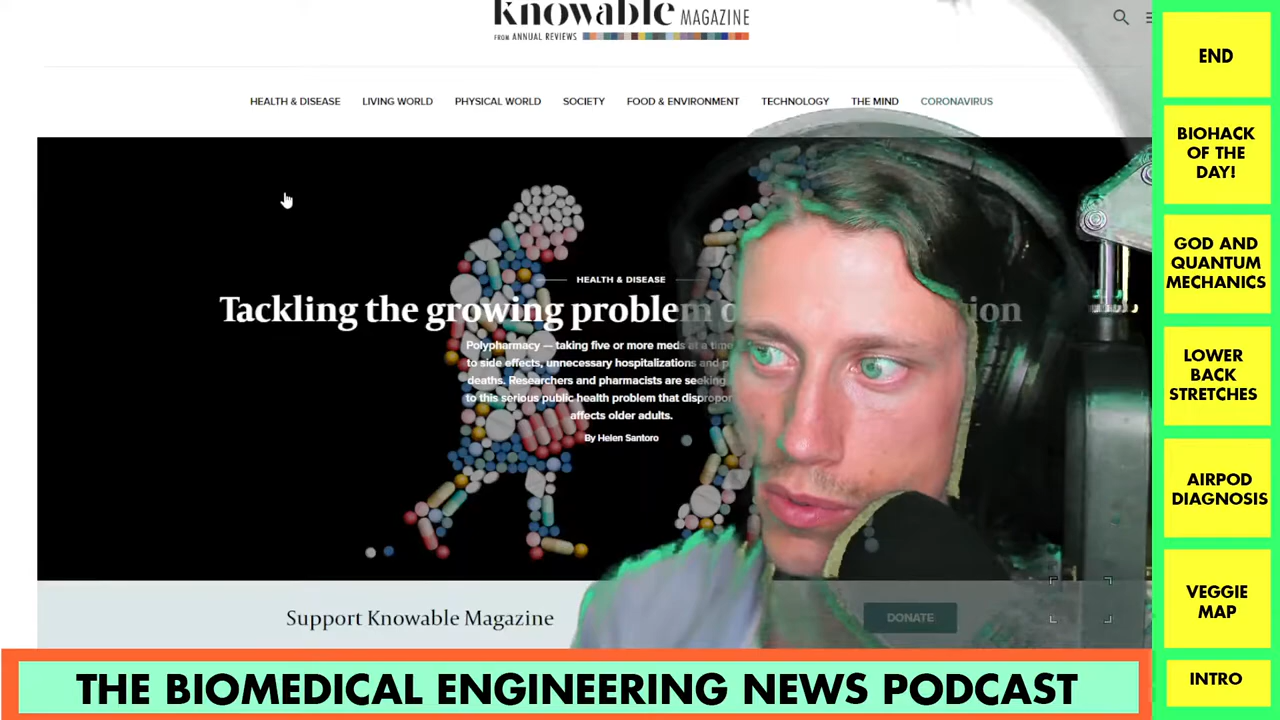 knowable MAGAZINE
FROM ANNUAL REVIEWS
HEALTH & DISEASE LIVING WORLD PHYSICAL WORLD SOCIETY FOOD & ENVIRONMENT TECHNOLOGY THE MIND CORONAVIRUS
HEALTH & DISEASE
Tackling the growing problem ion
Polypharmacy — taking five or more meds at a time
to side effects, unnecessary hospitalizations and p
deaths. Researchers and pharmacists are seeking
to this serious public health problem that dispropor
affects older adults.
By Helen Santoro
Support Knowable Magazine
DONATE
THE BIOMEDICAL ENGINEERING NEWS PODCAST
END
BIOHACK
OF THE
DAY!
GOD AND
QUANTUM
MECHANICS
LOWER
BACK
STRETCHES
AIRPOD
DIAGNOSIS
VEGGIE
MAP
INTRO